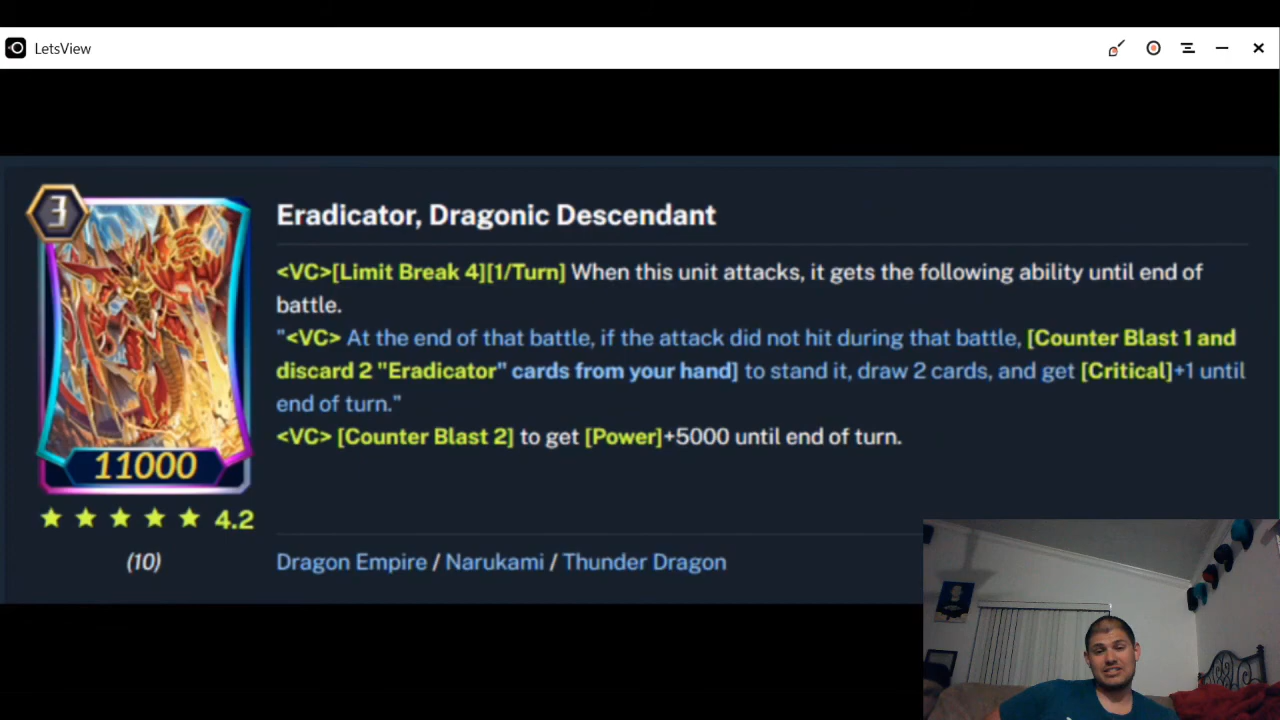 LetsView
3
Eradicator, Dragonic Descendant
<VC>[Limit Break 4][1/Turn] When this unit attacks, it gets the following ability until end of
battle.
"<VC> At the end of that battle, if the attack did not hit during that battle, [Counter Blast 1 and
discard 2 "Eradicator" cards from your hand] to stand it, draw 2 cards, and get [Critical]+1 until
end of turn."
<VC> [Counter Blast 2] to get [Power]+5000 until end of turn.
11000
4.2
(10)
Dragon Empire / Narukami / Thunder Dragon